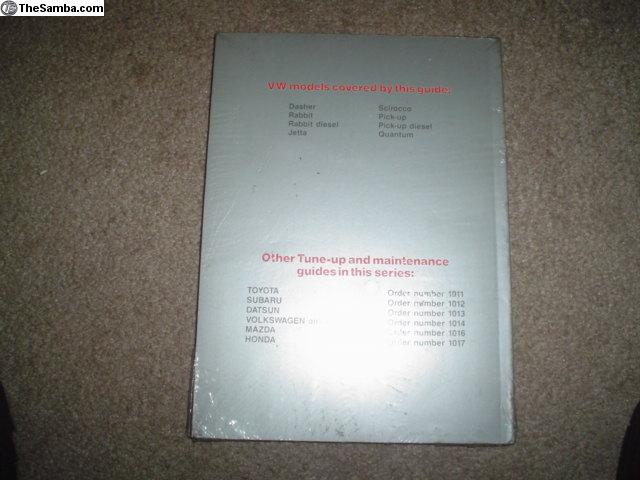 TheSamba.com
VW models covered by this guide:
Dasher Scirocco
Rabbit Pick-up
Rabbit diesel Pick-up diesel
Jetta Quantum
Other Tune-up and maintenance
guides in this series:
TOYOTA Order number 1011
SUBARU Order number 1012
DATSUN Order number 1013
VOLKSWAGEN Order number 1014
MAZDA Order number 1016
HONDA Order number 1017